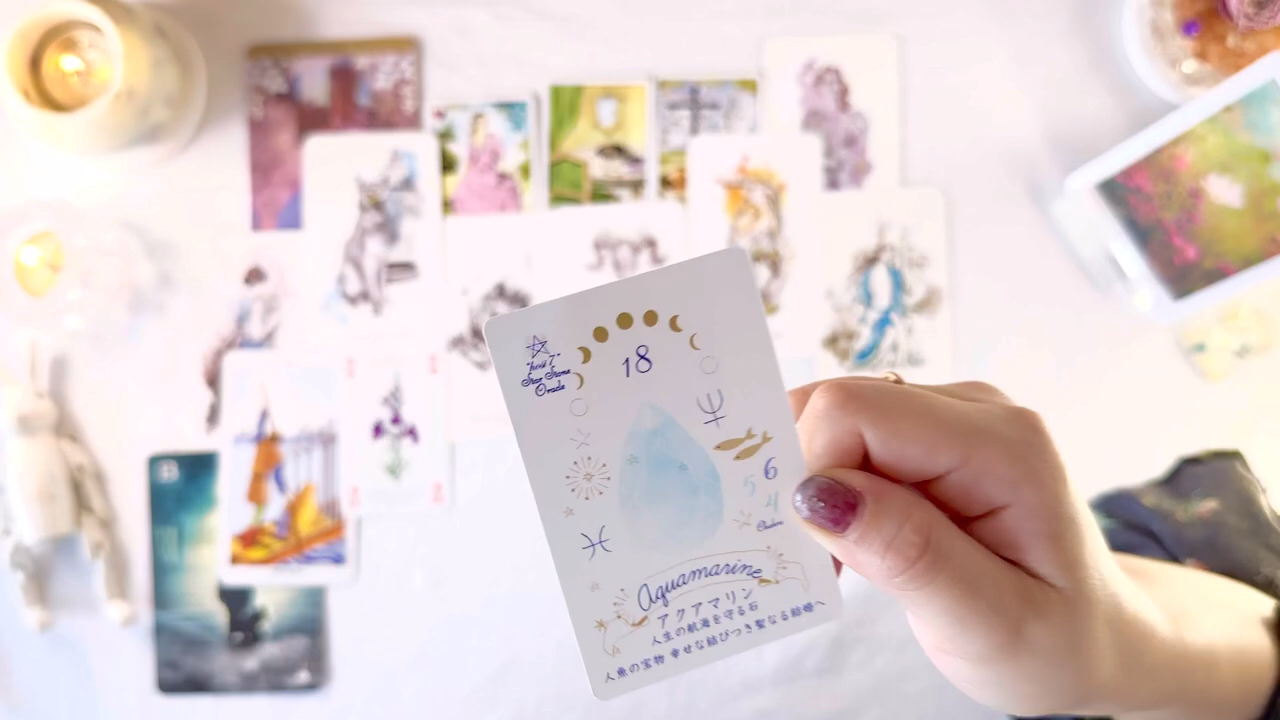 Star Stone
Oracle
18
6
5
4
Chakra
Aquamarine
アクアマリン
人生の航海を守る石
人魚の宝物 幸せな結びつき聖なる結婚へ